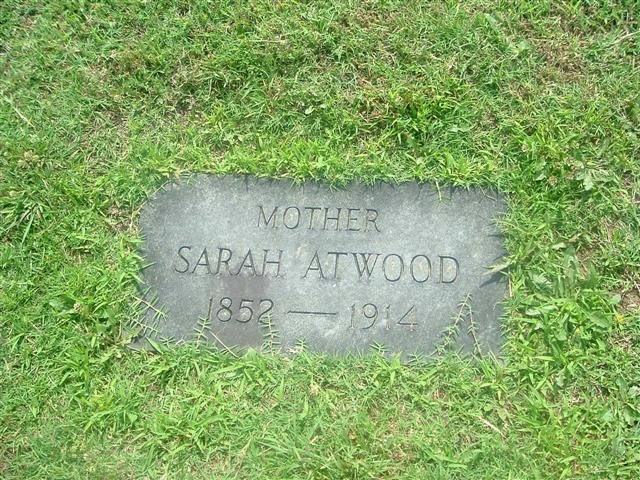 MOTHER
SARAH ATWOOD
1852 — 1914